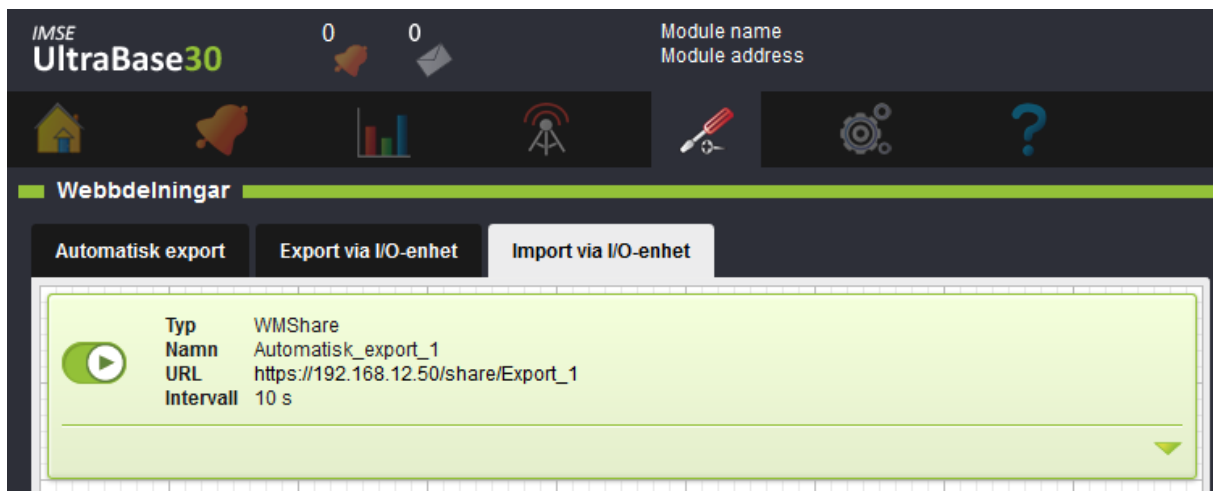 IMSE
UltraBase30
0 0
Module name
Module address
Webbdelningar
Automatisk export Export via I/O-enhet Import via I/O-enhet
Typ WMShare
Namn Automatisk_export_1
URL https://192.168.12.50/share/Export_1
Intervall 10 s